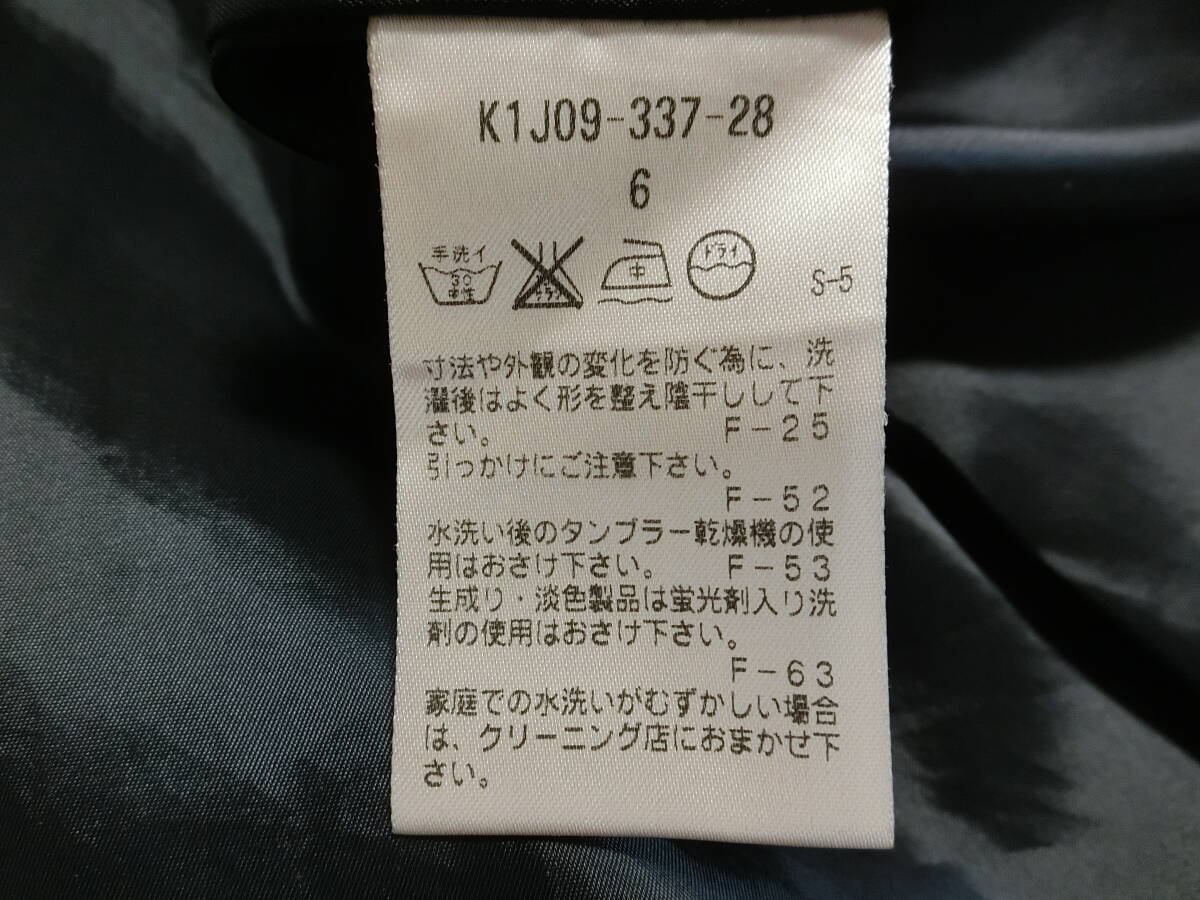 K1J09-337-28
6
手洗イ
30
中性
エンソ
サラシ
中
ドライ
S-5
寸法や外観の変化を防ぐ為に、洗
濯後はよく形を整え陰干しして下
さい。 F-25
引っかけにご注意下さい。
F-52
水洗い後のタンブラー乾燥機の使
用はおさけ下さい。 F-53
生成り・淡色製品は蛍光剤入り洗
剤の使用はおさけ下さい。
F-63
家庭での水洗いがむずかしい場合
は、クリーニング店におまかせ下
さい。